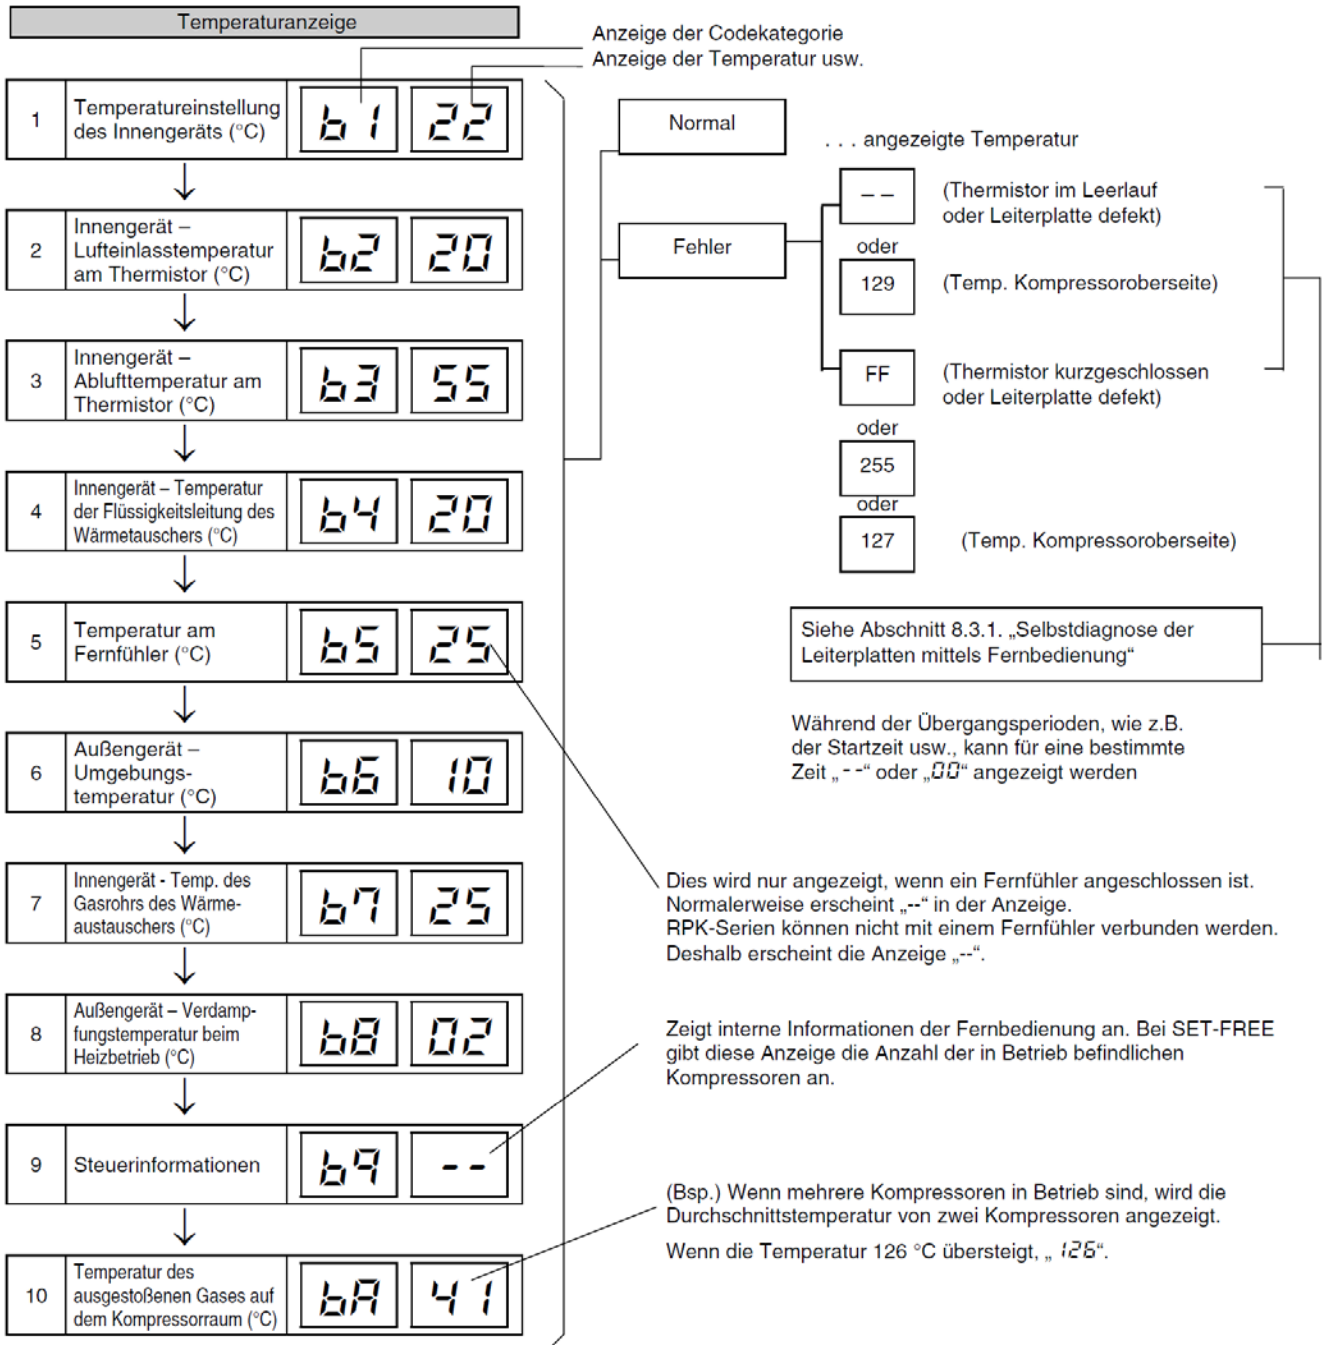 Temperaturanzeige
Anzeige der Codekategorie
Anzeige der Temperatur usw.
1
Temperatureinstellung
des Innengeräts (°C)
b1
22
2
Innengerät –
Lufteinlasstemperatur
am Thermistor (°C)
b2
20
3
Innengerät –
Ablufttemperatur am
Thermistor (°C)
b3
55
4
Innengerät – Temperatur
der Flüssigkeitsleitung des
Wärmetauschers (°C)
b4
20
5
Temperatur am
Fernfühler (°C)
b5
25
6
Außengerät –
Umgebungs-
temperatur (°C)
b6
10
7
Innengerät - Temp. des
Gasrohrs des Wärme-
austauschers (°C)
b7
25
8
Außengerät – Verdamp-
fungstemperatur beim
Heizbetrieb (°C)
b8
02
9
Steuerinformationen
b9
--
10
Temperatur des
ausgestoßenen Gases auf
dem Kompressorraum (°C)
bA
41
Normal
. . . angezeigte Temperatur
Fehler
– –
(Thermistor im Leerlauf
oder Leiterplatte defekt)
oder
129
(Temp. Kompressoroberseite)
FF
(Thermistor kurzgeschlossen
oder Leiterplatte defekt)
oder
255
oder
127
(Temp. Kompressoroberseite)
Siehe Abschnitt 8.3.1. „Selbstdiagnose der
Leiterplatten mittels Fernbedienung“
Während der Übergangsperioden, wie z.B.
der Startzeit usw., kann für eine bestimmte
Zeit „--“ oder „00“ angezeigt werden
Dies wird nur angezeigt, wenn ein Fernfühler angeschlossen ist.
Normalerweise erscheint „--“ in der Anzeige.
RPK-Serien können nicht mit einem Fernfühler verbunden werden.
Deshalb erscheint die Anzeige „--“.
Zeigt interne Informationen der Fernbedienung an. Bei SET-FREE
gibt diese Anzeige die Anzahl der in Betrieb befindlichen
Kompressoren an.
(Bsp.) Wenn mehrere Kompressoren in Betrieb sind, wird die
Durchschnittstemperatur von zwei Kompressoren angezeigt.
Wenn die Temperatur 126 °C übersteigt, „ 126“.